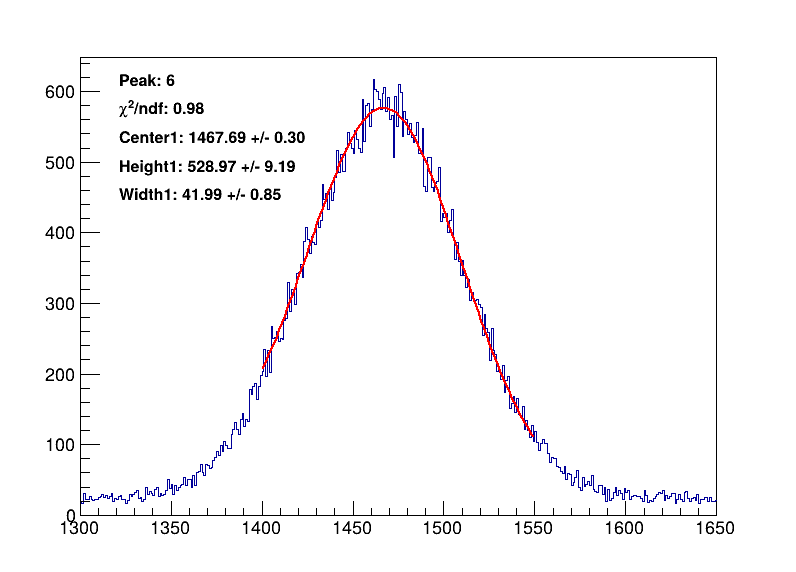 Peak: 6
χ²/ndf: 0.98
Center1: 1467.69 +/- 0.30
Height1: 528.97 +/- 9.19
Width1: 41.99 +/- 0.85
600
500
400
300
200
100
0
1300 1350 1400 1450 1500 1550 1600 1650